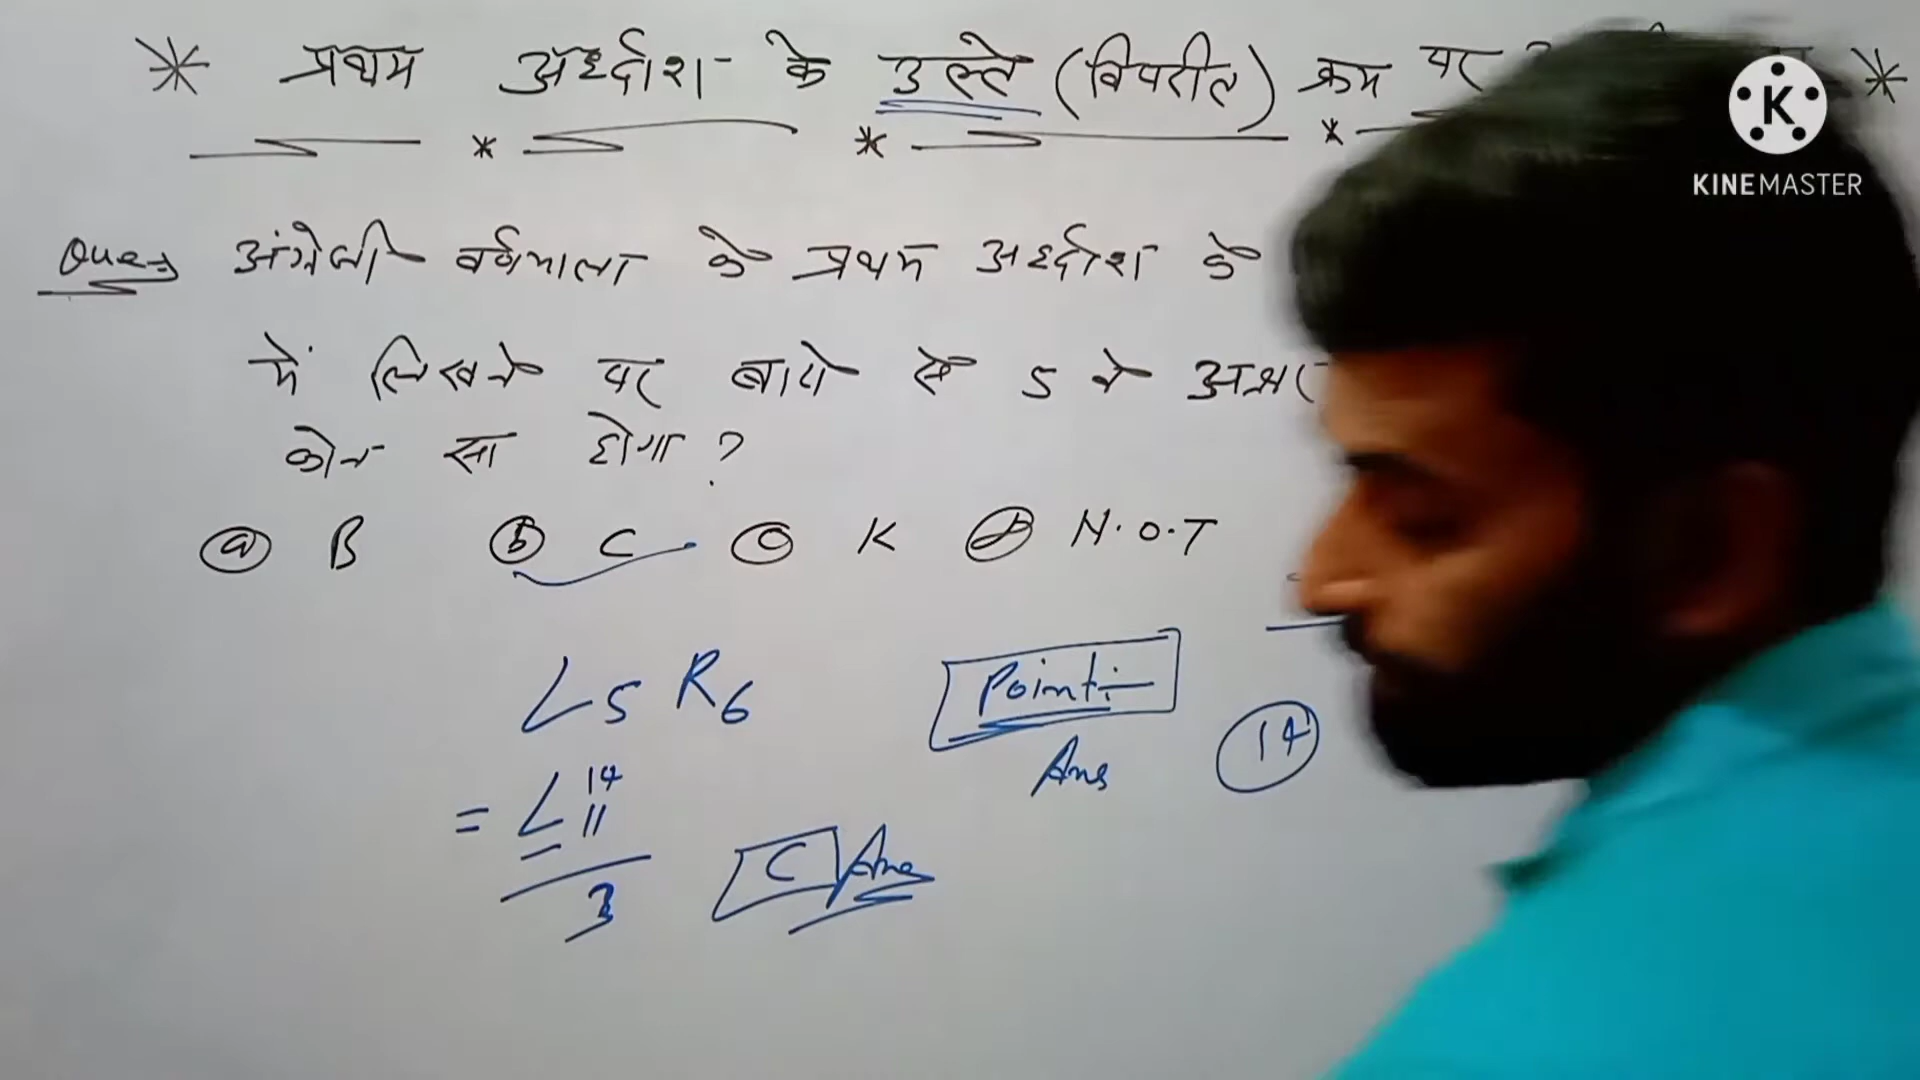 * प्रथम अर्ध्दांश के उल्टे (विपरीत) क्रम पर *
Que → अंग्रेजी वर्णमाला के प्रथम अर्ध्दांश के
में लिखने पर बायें से 5 वे अक्षर
कौन सा होगा ?
(a) B (b) C (c) K (d) N.O.T
L5 R6
Point:-
= L 11
14
Ans
14
3
C Ans
K
KINEMASTER